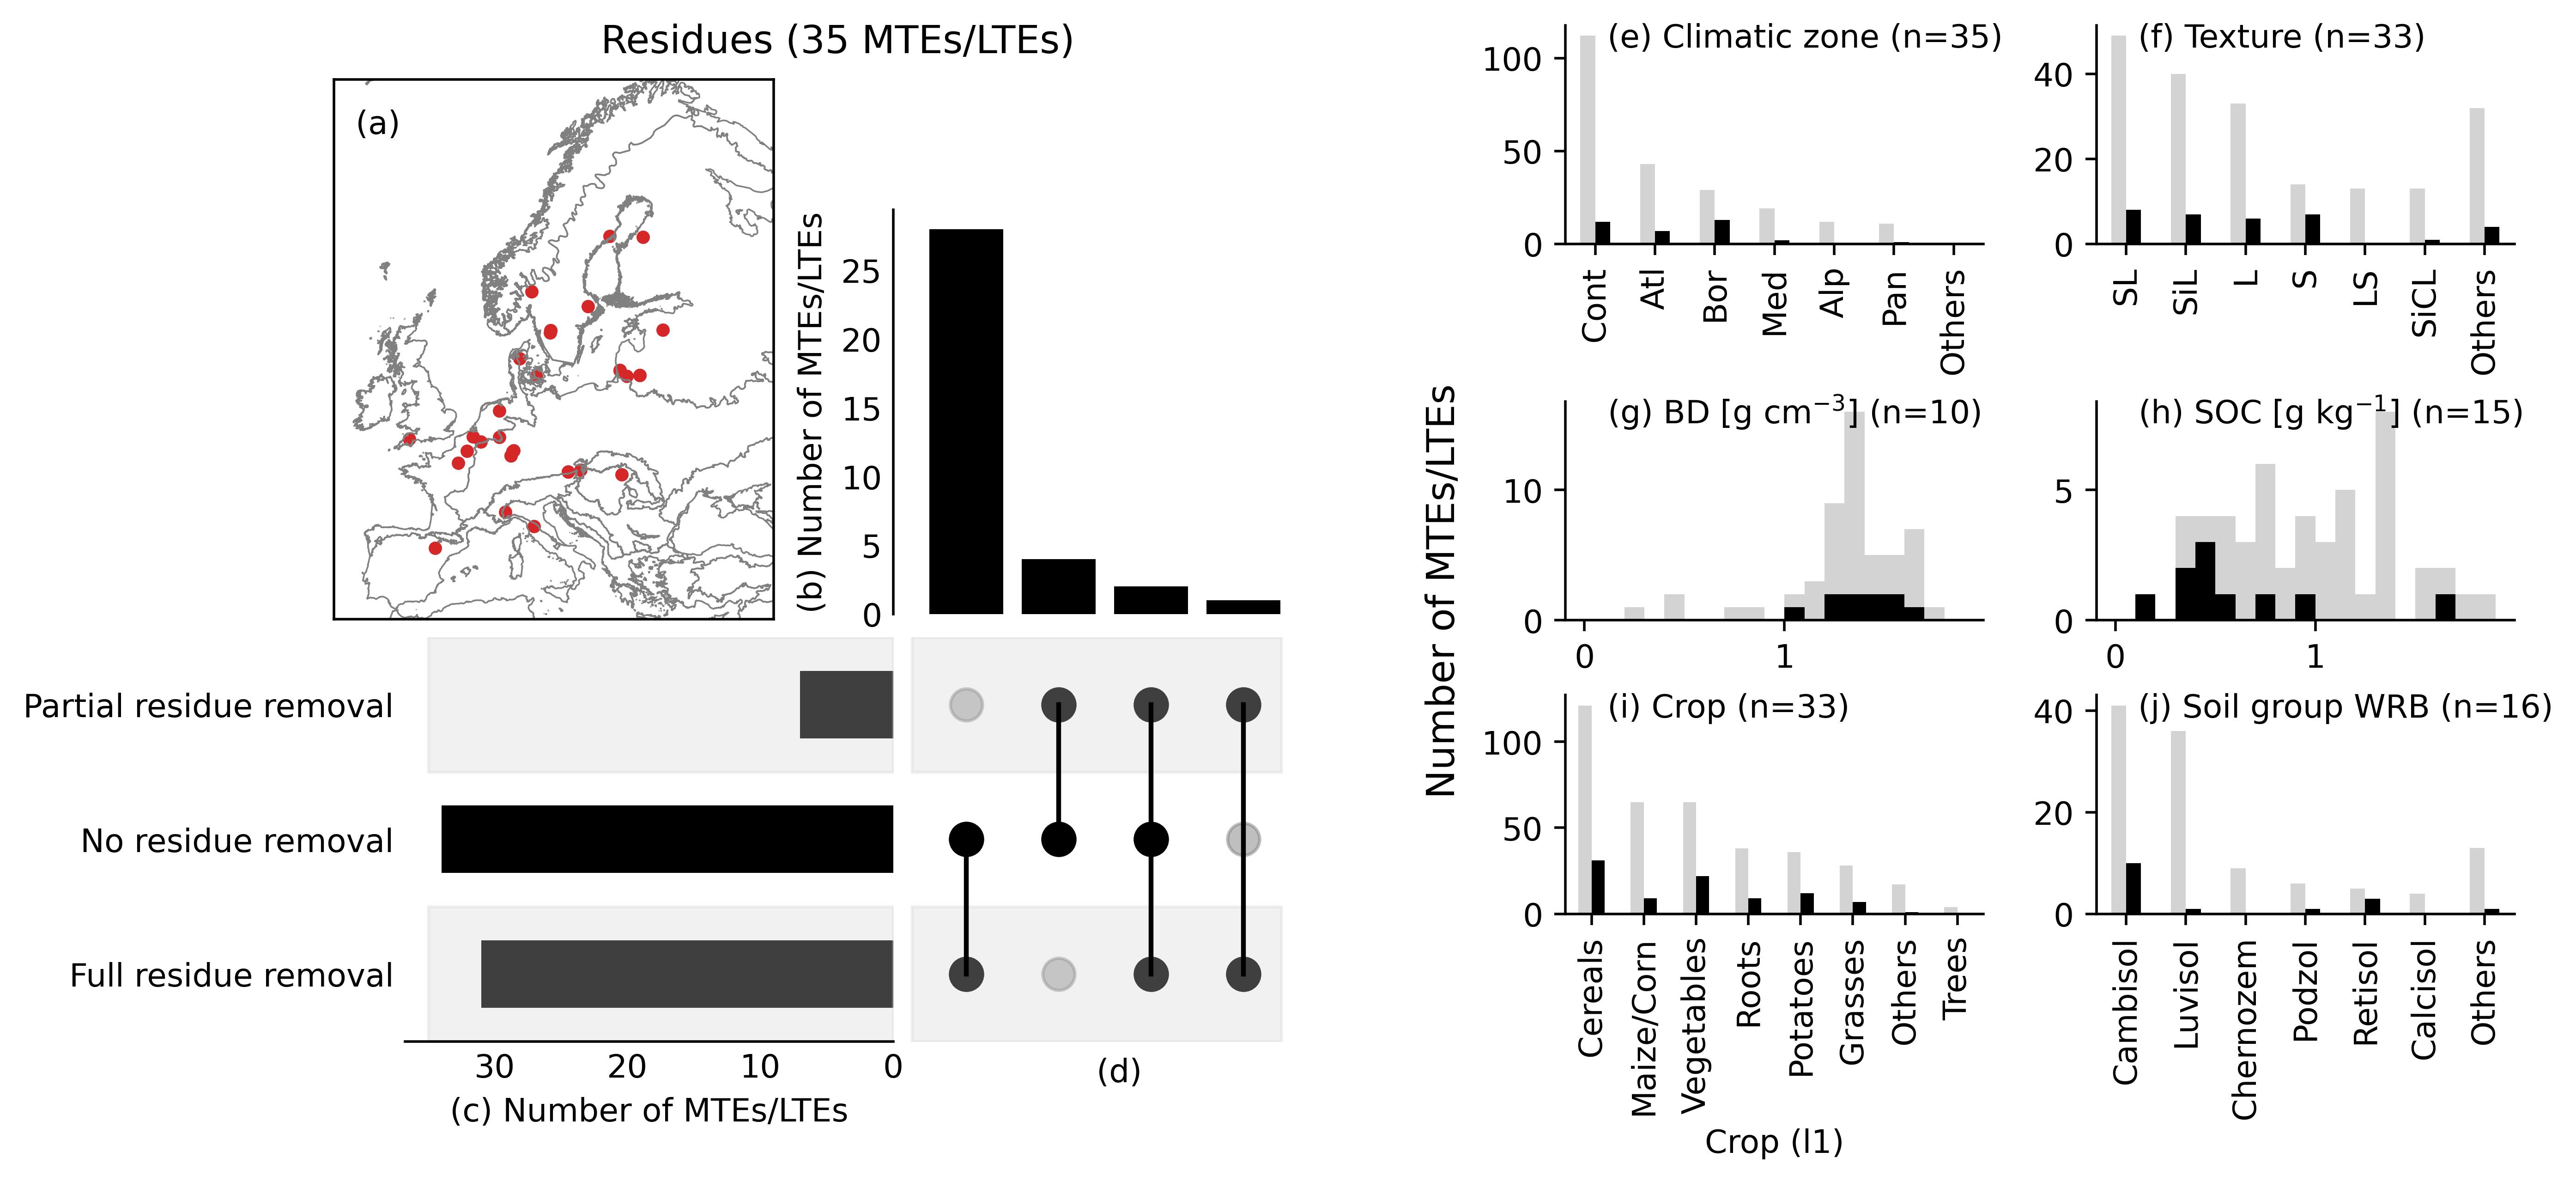 Residues (35 MTEs/LTEs)
(a)
(b) Number of MTEs/LTEs
25
20
15
10
5
0
Partial residue removal
No residue removal
Full residue removal
30 20 10 0
(c) Number of MTEs/LTEs
(d)
Number of MTEs/LTEs
(e) Climatic zone (n=35)
100
50
0
Cont Atl Bor Med Alp Pan Others
(f) Texture (n=33)
40
20
0
SL SiL L S LS SiCL Others
(g) BD [g cm⁻³] (n=10)
10
0
0 1
(h) SOC [g kg⁻¹] (n=15)
5
0
0 1
(i) Crop (n=33)
100
50
0
Cereals Maize/Corn Vegetables Roots Potatoes Grasses Others Trees
Crop (l1)
(j) Soil group WRB (n=16)
40
20
0
Cambisol Luvisol Chernozem Podzol Retisol Calcisol Others